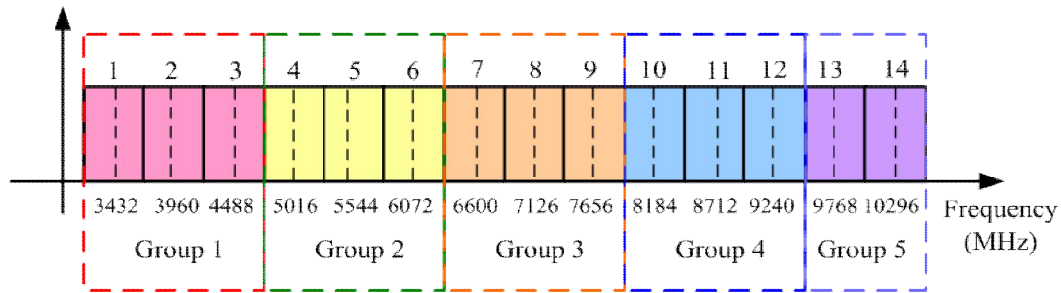 1 2 3 4 5 6 7 8 9 10 11 12 13 14
3432 3960 4488 5016 5544 6072 6600 7126 7656 8184 8712 9240 9768 10296 Frequency
(MHz)
Group 1 Group 2 Group 3 Group 4 Group 5